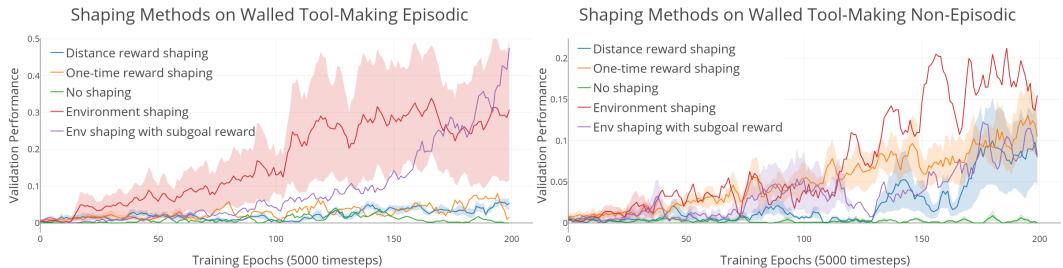 Shaping Methods on Walled Tool-Making Episodic
Validation Performance
0.5
0.4
0.3
0.2
0.1
0
Distance reward shaping
One-time reward shaping
No shaping
Environment shaping
Env shaping with subgoal reward
0
50
100
150
200
Training Epochs (5000 timesteps)
Shaping Methods on Walled Tool-Making Non-Episodic
Validation Performance
0.2
0.15
0.1
0.05
0
Distance reward shaping
One-time reward shaping
No shaping
Environment shaping
Env shaping with subgoal reward
0
50
100
150
200
Training Epochs (5000 timesteps)